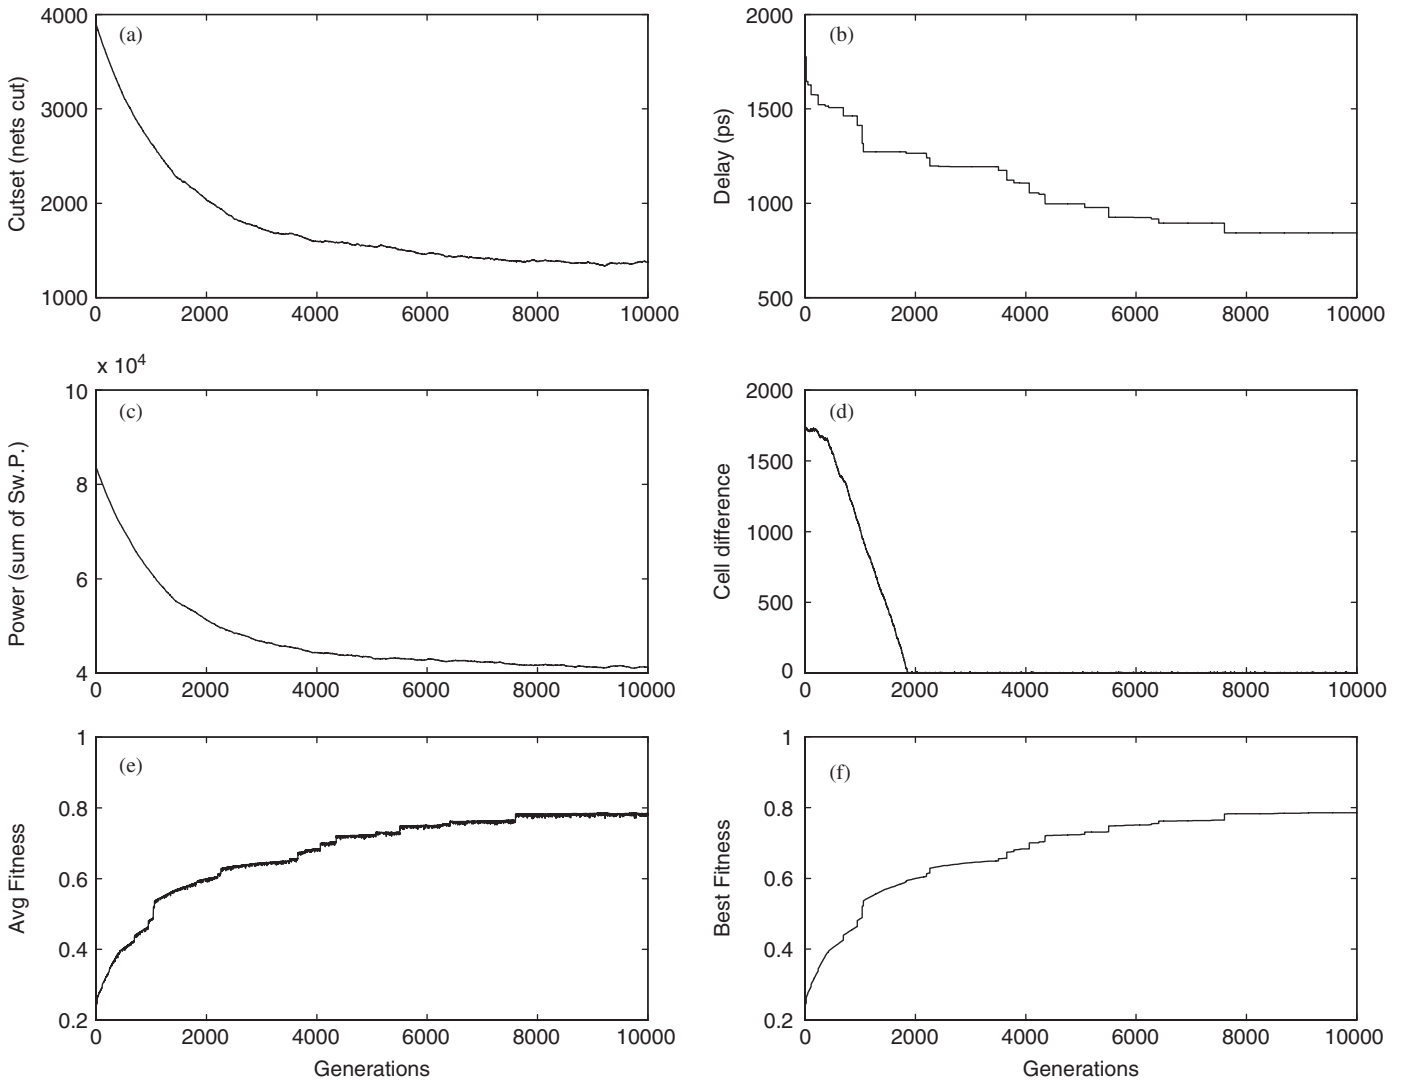 (a)
Cutset (nets cut)
4000
3000
2000
1000
0 2000 4000 6000 8000 10000
(b)
Delay (ps)
2000
1500
1000
500
0 2000 4000 6000 8000 10000
x 10^4
(c)
Power (sum of Sw.P.)
10
8
6
4
0 2000 4000 6000 8000 10000
(d)
Cell difference
2000
1500
1000
500
0
0 2000 4000 6000 8000 10000
(e)
Avg Fitness
1
0.8
0.6
0.4
0.2
0 2000 4000 6000 8000 10000
Generations
(f)
Best Fitness
1
0.8
0.6
0.4
0.2
0 2000 4000 6000 8000 10000
Generations